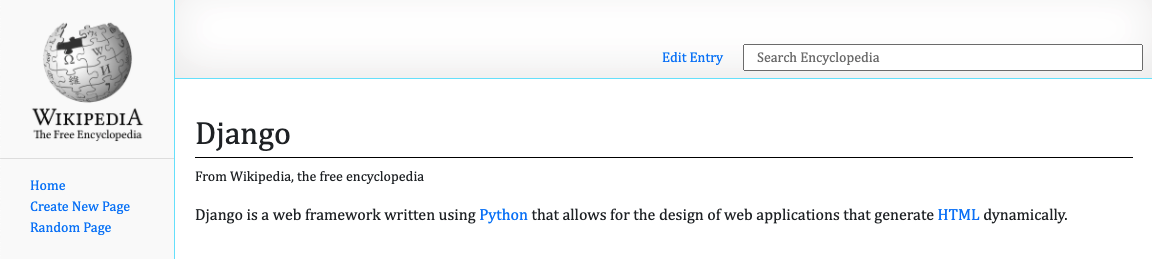 WIKIPEDIA
The Free Encyclopedia
Home
Create New Page
Random Page
Edit Entry
Search Encyclopedia
Django
From Wikipedia, the free encyclopedia
Django is a web framework written using Python that allows for the design of web applications that generate HTML dynamically.